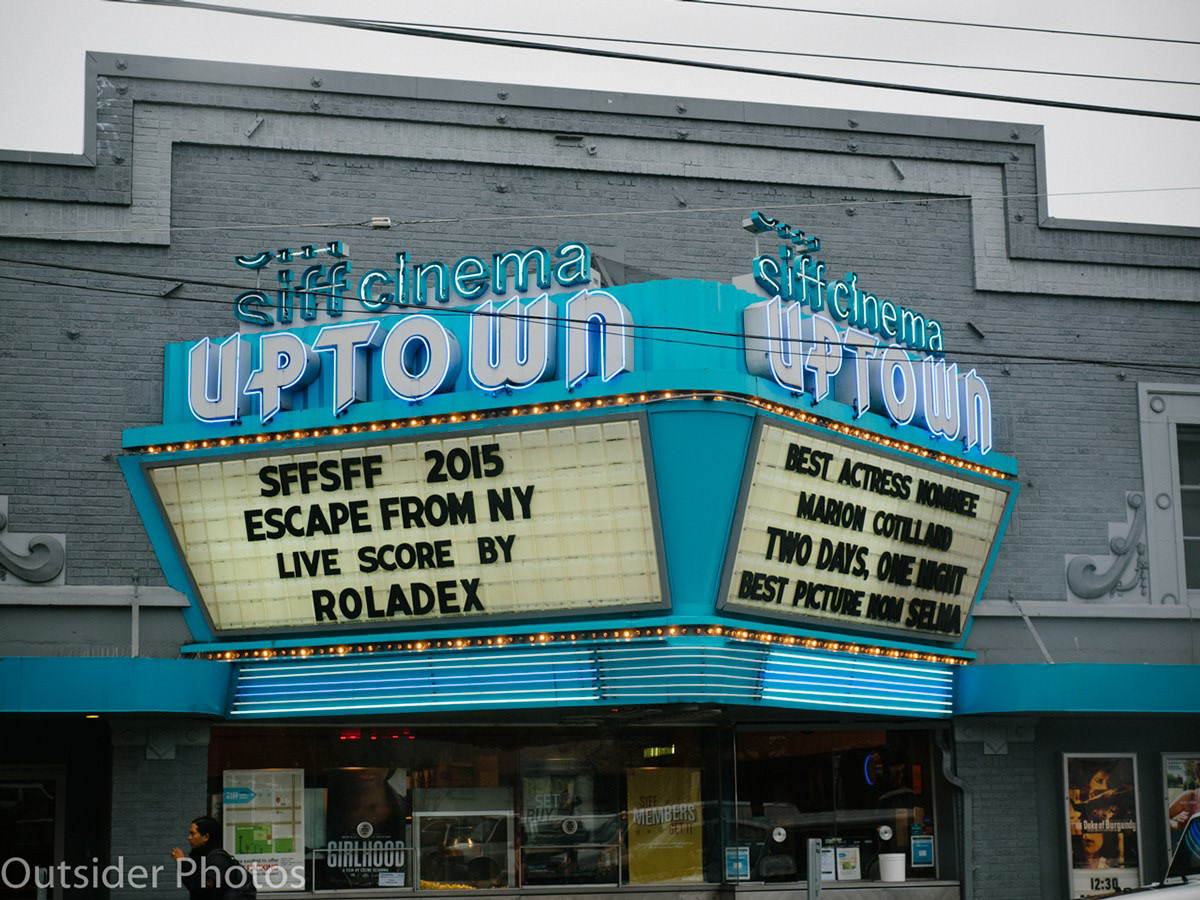 siff cinema
UPTOWN
siff cinema
UPTOWN
SFFSFF 2015
ESCAPE FROM NY
LIVE SCORE BY
ROLADEX
BEST ACTRESS NOMINEE
MARION COTILLARD
TWO DAYS, ONE NIGHT
BEST PICTURE NOM SELMA
GIRLHOOD
SIFF
MEMBERS
Duke of Burgundy
12:30
Outsider Photos